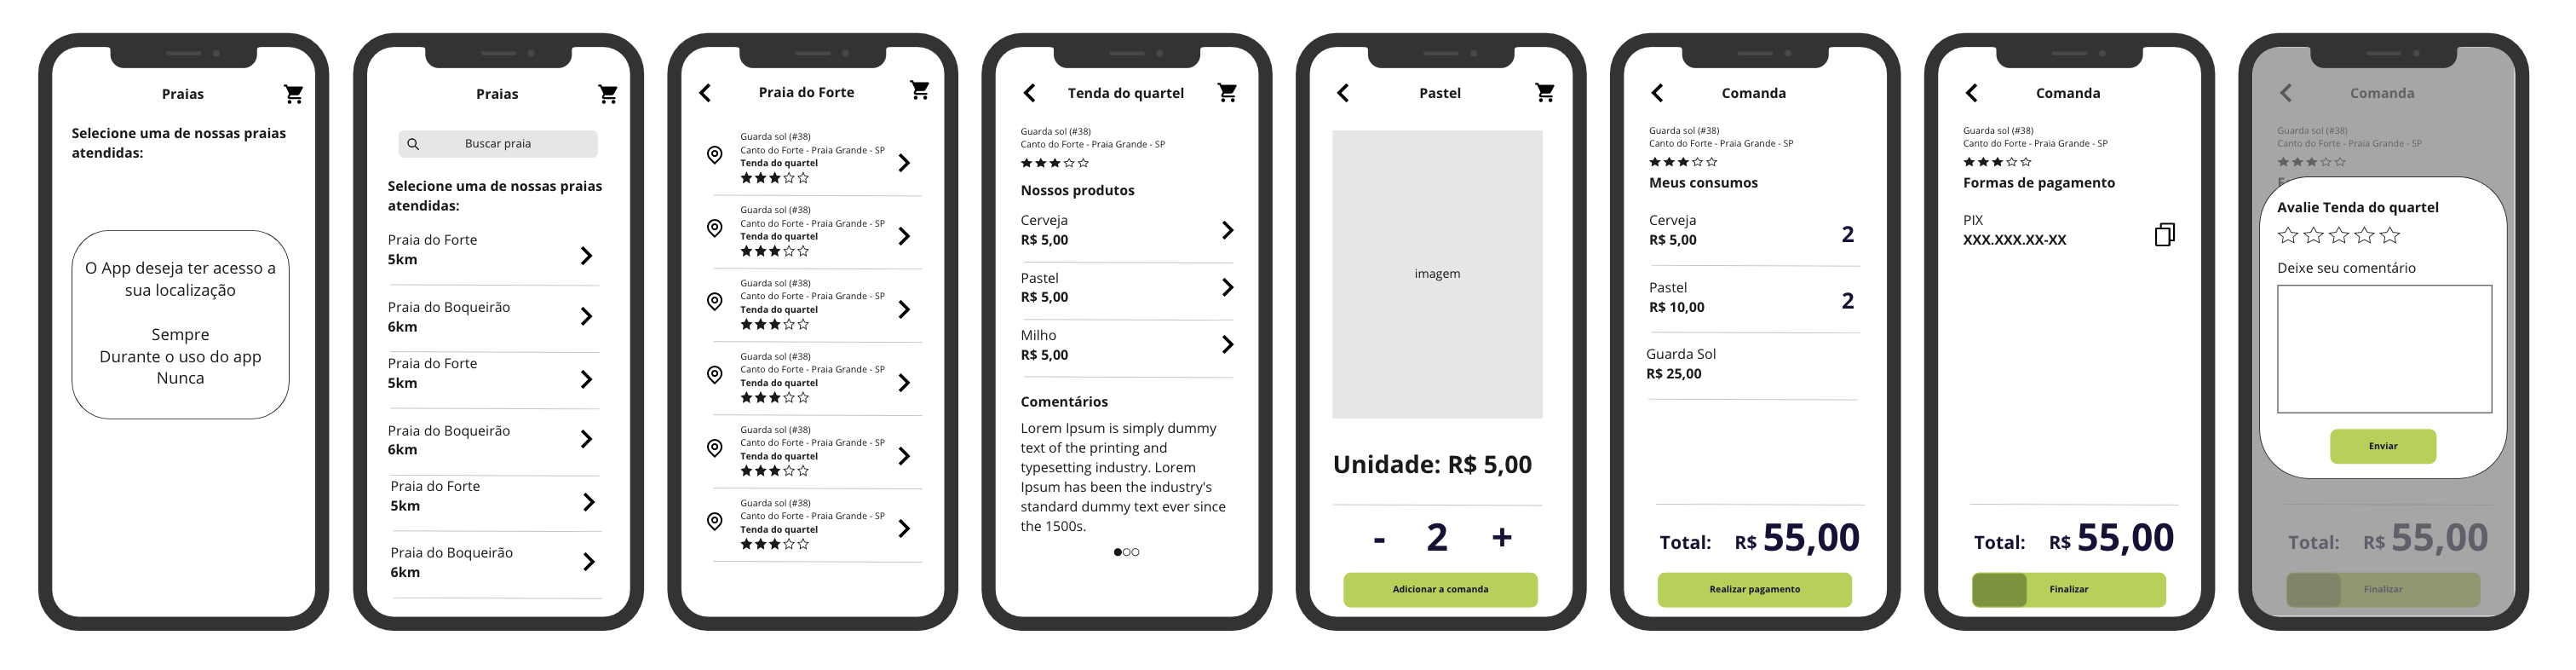 Praias
Selecione uma de nossas praias
atendidas:
O App deseja ter acesso a
sua localização
Sempre
Durante o uso do app
Nunca
Praias
Buscar praia
Selecione uma de nossas praias
atendidas:
Praia do Forte
5km
Praia do Boqueirão
6km
Praia do Forte
5km
Praia do Boqueirão
6km
Praia do Forte
5km
Praia do Boqueirão
6km
Praia do Forte
Guarda sol (#38)
Canto do Forte - Praia Grande - SP
Tenda do quartel
Guarda sol (#38)
Canto do Forte - Praia Grande - SP
Tenda do quartel
Guarda sol (#38)
Canto do Forte - Praia Grande - SP
Tenda do quartel
Guarda sol (#38)
Canto do Forte - Praia Grande - SP
Tenda do quartel
Guarda sol (#38)
Canto do Forte - Praia Grande - SP
Tenda do quartel
Guarda sol (#38)
Canto do Forte - Praia Grande - SP
Tenda do quartel
Tenda do quartel
Guarda sol (#38)
Canto do Forte - Praia Grande - SP
Nossos produtos
Cerveja
R$ 5,00
Pastel
R$ 5,00
Milho
R$ 5,00
Comentários
Lorem Ipsum is simply dummy
text of the printing and
typesetting industry. Lorem
Ipsum has been the industry's
standard dummy text ever since
the 1500s.
Pastel
imagem
Unidade: R$ 5,00
- 2 +
Adicionar a comanda
Comanda
Guarda sol (#38)
Canto do Forte - Praia Grande - SP
Meus consumos
Cerveja
R$ 5,00 2
Pastel
R$ 10,00 2
Guarda Sol
R$ 25,00
Total: R$ 55,00
Realizar pagamento
Comanda
Guarda sol (#38)
Canto do Forte - Praia Grande - SP
Formas de pagamento
PIX
XXX.XXX.XX-XX
Total: R$ 55,00
Finalizar
Comanda
Guarda sol (#38)
Canto do Forte - Praia Grande - SP
Avalie Tenda do quartel
Deixe seu comentário
Enviar
Total: R$ 55,00
Finalizar